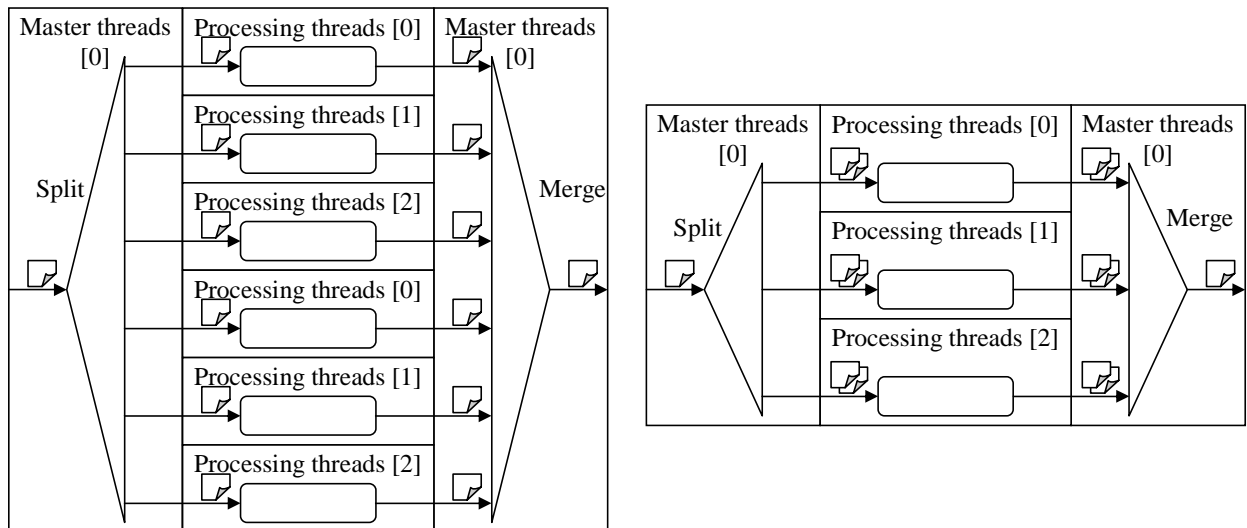 Master threads
[0]
Processing threads [0]
Master threads
[0]
Processing threads [1]
Split
Processing threads [2]
Merge
Processing threads [0]
Processing threads [1]
Processing threads [2]
Master threads
[0]
Processing threads [0]
Master threads
[0]
Split
Processing threads [1]
Merge
Processing threads [2]